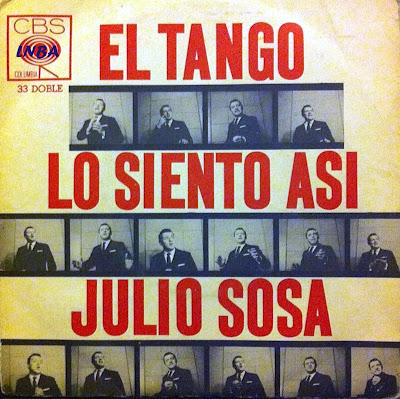 CBS
LNBA
COLUMBIA
33 DOBLE
EL TANGO
LO SIENTO ASI
JULIO SOSA